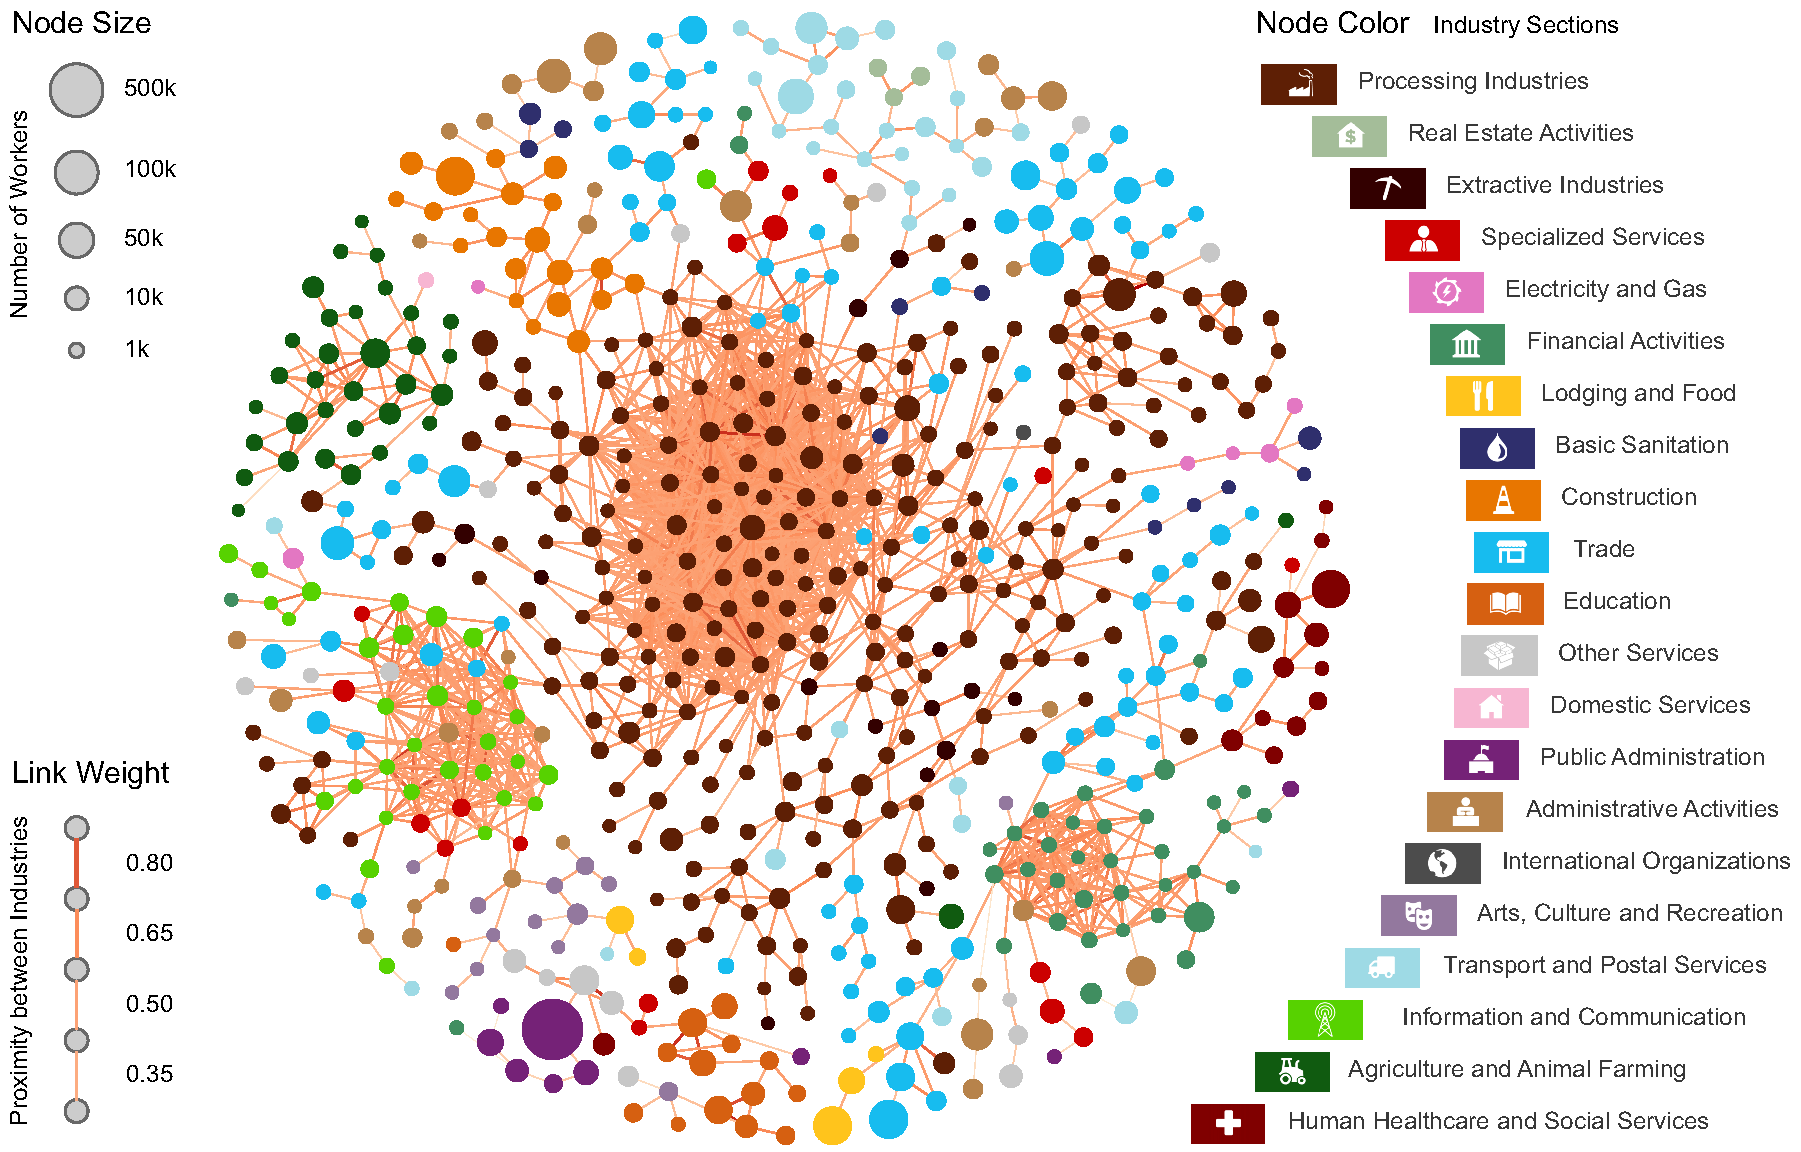 Node Size
Number of Workers
500k
100k
50k
10k
1k
Link Weight
Proximity between Industries
0.80
0.65
0.50
0.35
Node Color Industry Sections
Processing Industries
$
Real Estate Activities
Extractive Industries
Specialized Services
Electricity and Gas
Financial Activities
Lodging and Food
Basic Sanitation
Construction
Trade
Education
Other Services
Domestic Services
Public Administration
Administrative Activities
International Organizations
Arts, Culture and Recreation
Transport and Postal Services
Information and Communication
Agriculture and Animal Farming
Human Healthcare and Social Services